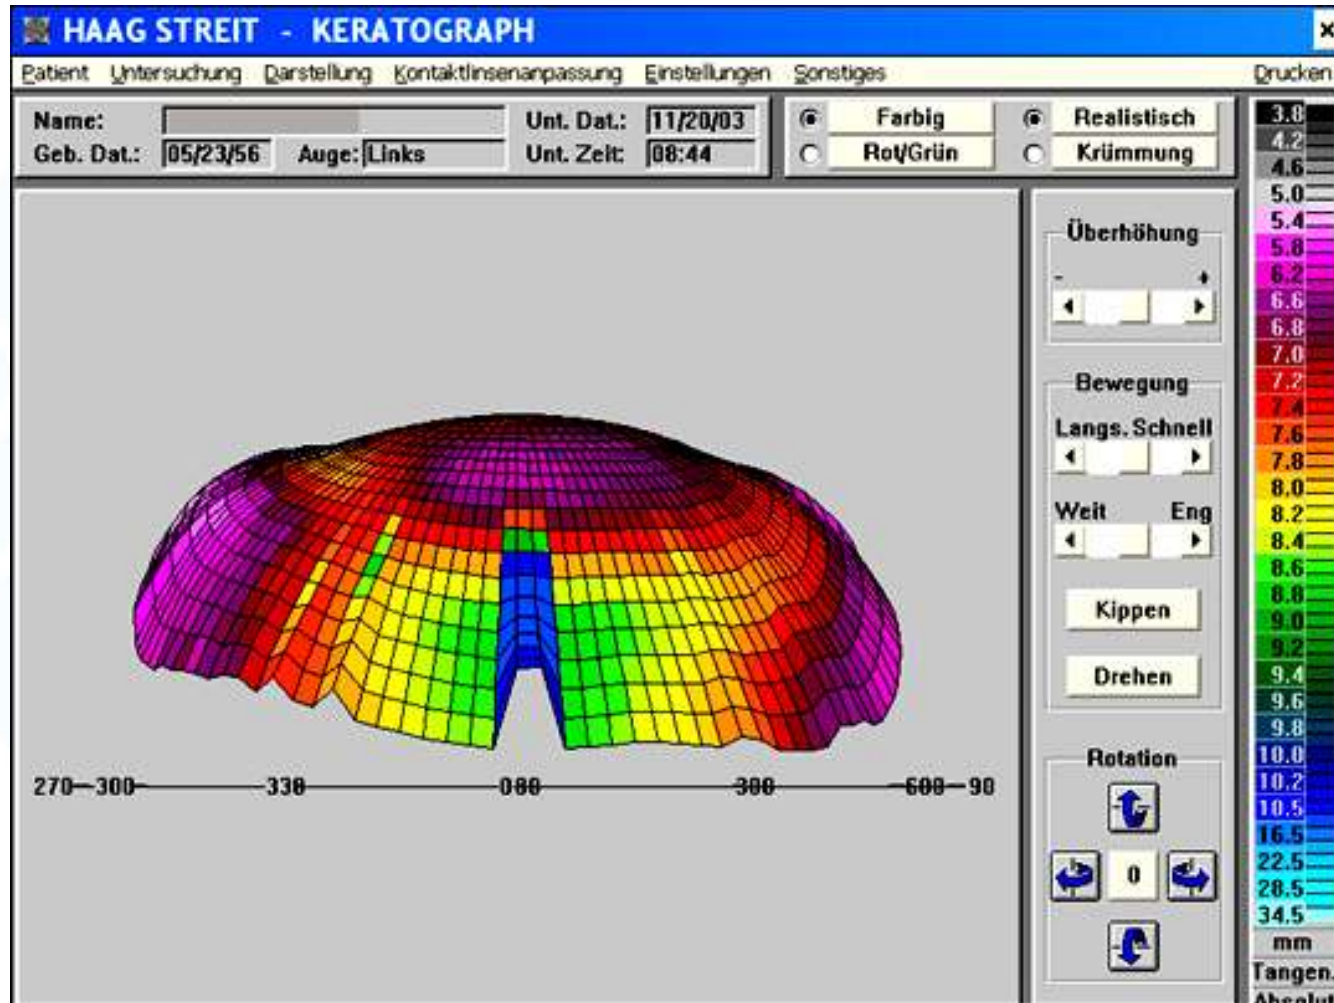 HAAG STREIT - KERATOGRAPH
Patient Untersuchung Darstellung Kontaktlinsenanpassung Einstellungen Sonstiges Drucken
Name: Unt. Dat.: 11/20/03
Geb. Dat.: 05/23/56 Auge: Links Unt. Zeit: 08:44
Farbig Realistisch
Rot/Grün Krümmung
Überhöhung
- +
Bewegung
Langs. Schnell
Weit Eng
Kippen
Drehen
Rotation
0
270 300 330 000 300 600 90
3.8
4.2
4.6
5.0
5.4
5.8
6.2
6.6
6.8
7.0
7.2
7.4
7.6
7.8
8.0
8.2
8.4
8.6
8.8
9.0
9.2
9.4
9.6
9.8
10.0
10.2
10.5
16.5
22.5
28.5
34.5
mm
Tangen.
Absolut